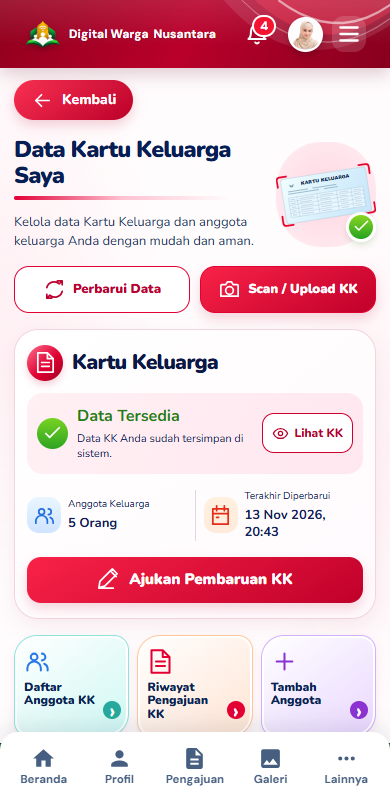 Digital Warga Nusantara
4
Kembali
Data Kartu Keluarga
Saya
KARTU KELUARGA
Kelola data Kartu Keluarga dan anggota
keluarga Anda dengan mudah dan aman.
Perbarui Data
Scan / Upload KK
Kartu Keluarga
Data Tersedia
Data KK Anda sudah tersimpan di
sistem.
Lihat KK
Anggota Keluarga
5 Orang
Terakhir Diperbarui
13 Nov 2026,
20:43
Ajukan Pembaruan KK
Daftar
Anggota KK
Riwayat
Pengajuan
KK
Tambah
Anggota
Beranda
Profil
Pengajuan
Galeri
Lainnya